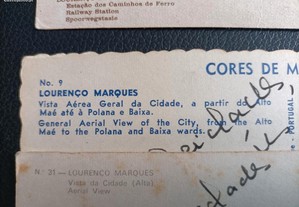 Estação dos Caminhos de Ferro
Railway Station
Spoorwegstasie
CORES DE M
No. 9
LOURENÇO MARQUES
Vista Aérea Geral da Cidade, a partir do Alto
Maé até à Polana e Baixa.
General Aerial View of the City, from the Alto
Maé to the Polana and Baixa wards.
PORTUGAL
N.° 31 — LOURENÇO MARQUES
Vista da Cidade (Alta)
Aerial View